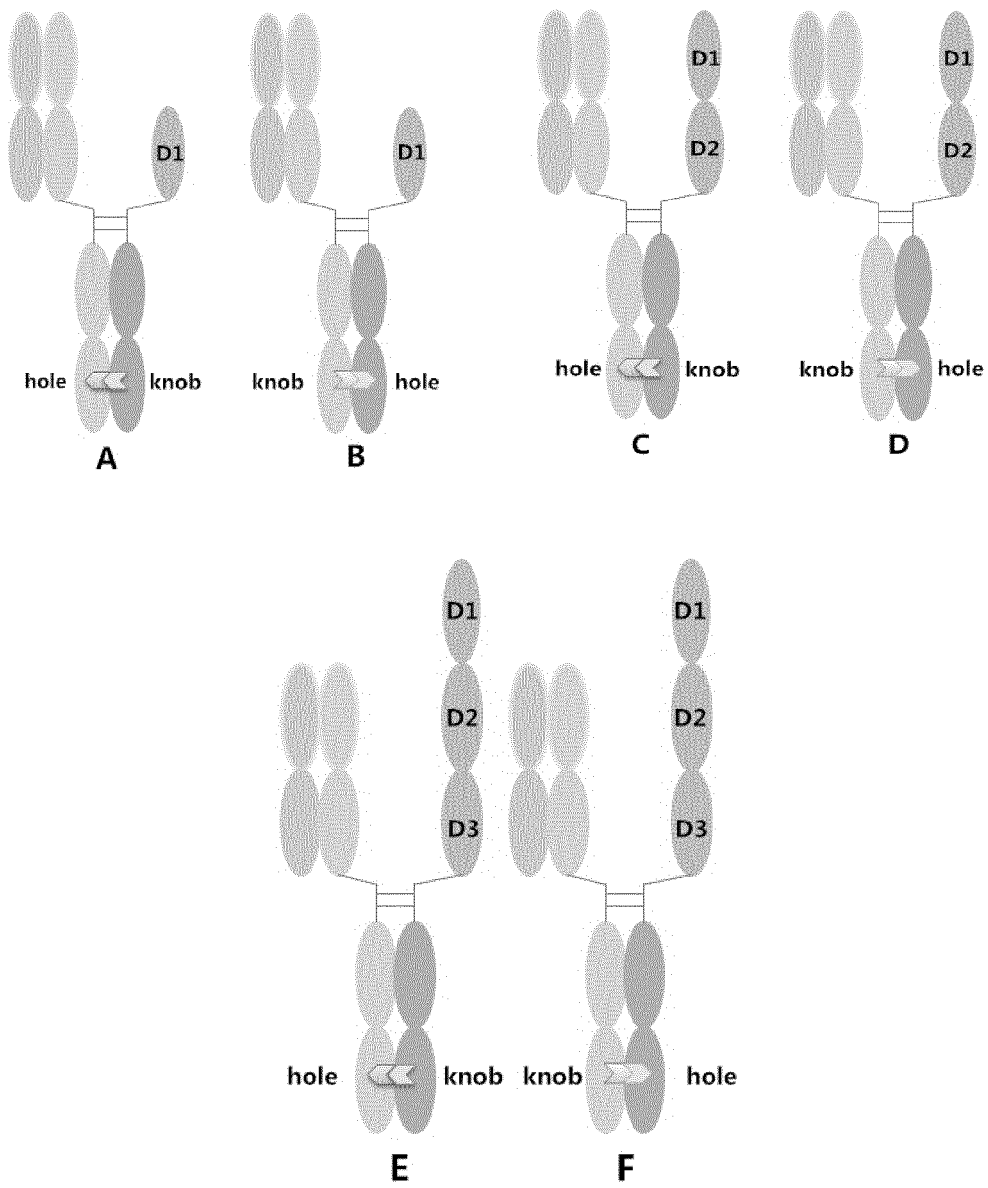 D1 D1
D1 D1
D2 D2
hole knob knob hole hole knob knob hole
A B C D
D1 D1
D2 D2
D3 D3
hole knob knob hole
E F